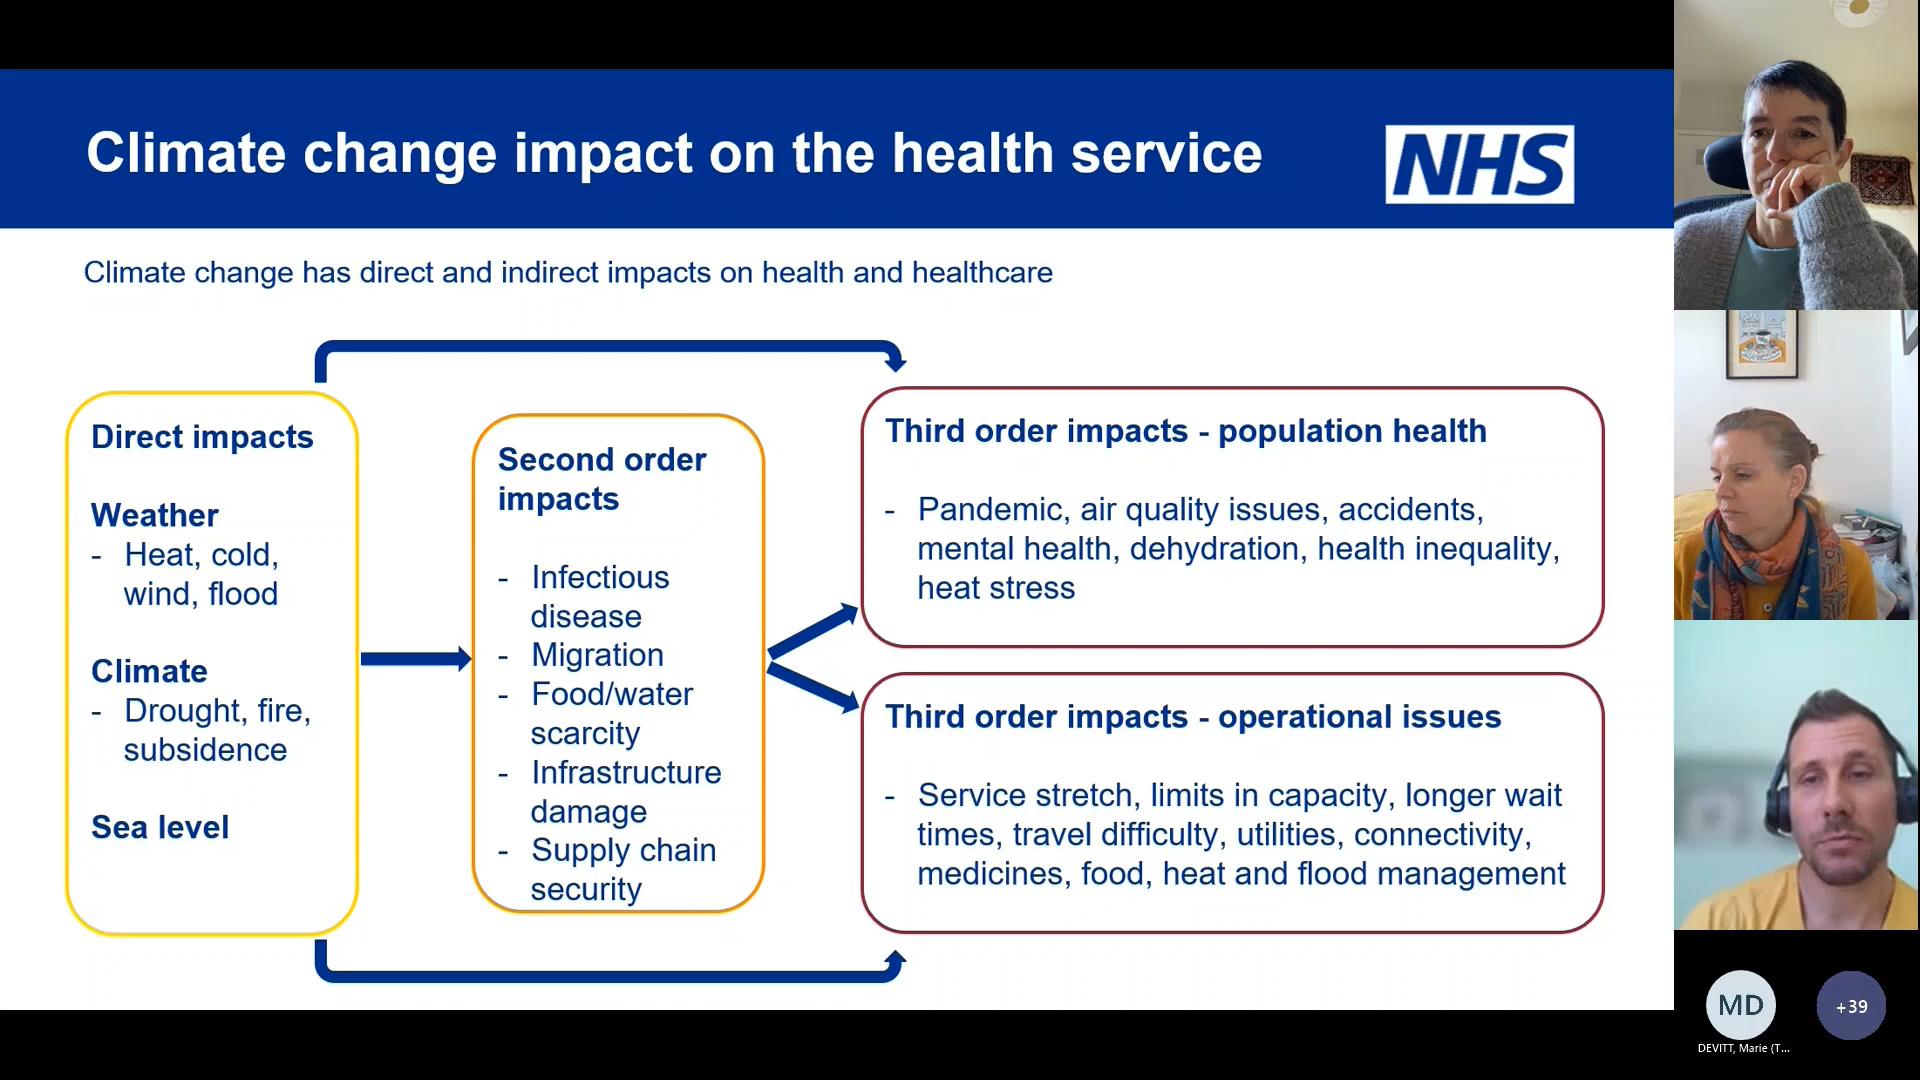 Climate change impact on the health service
NHS
Climate change has direct and indirect impacts on health and healthcare
Direct impacts
Weather
- Heat, cold,
wind, flood
Climate
- Drought, fire,
subsidence
Sea level
Second order
impacts
- Infectious
disease
- Migration
- Food/water
scarcity
- Infrastructure
damage
- Supply chain
security
Third order impacts - population health
- Pandemic, air quality issues, accidents,
mental health, dehydration, health inequality,
heat stress
Third order impacts - operational issues
- Service stretch, limits in capacity, longer wait
times, travel difficulty, utilities, connectivity,
medicines, food, heat and flood management
MD
+39
DEVITT, Marie (T...